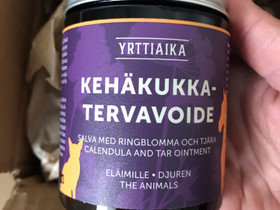 YRTTIAIKA
KEHÄKUKKA-
TERVAVOIDE
SALVA MED RINGBLOMMA OCH TJÄRA
CALENDULA AND TAR OINTMENT
ELÄIMILLE • DJUREN
THE ANIMALS